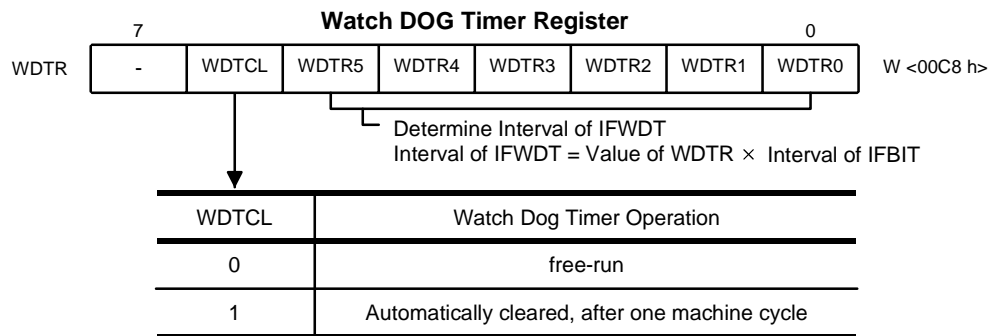 Watch DOG Timer Register
7 0
WDTR - WDTCL WDTR5 WDTR4 WDTR3 WDTR2 WDTR1 WDTR0 W <00C8 h>
Determine Interval of IFWDT
Interval of IFWDT = Value of WDTR × Interval of IFBIT
WDTCL Watch Dog Timer Operation
0 free-run
1 Automatically cleared, after one machine cycle